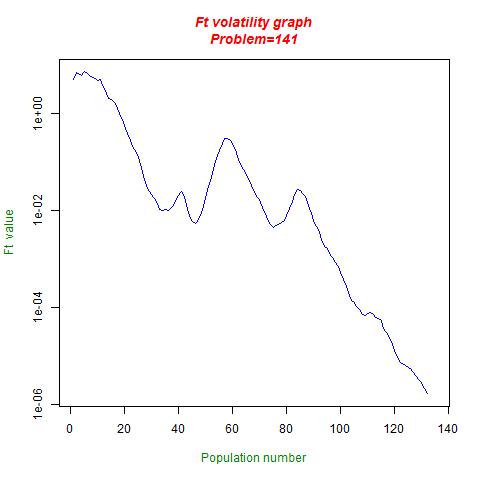 Ft volatility graph
Problem=141
1e+00
1e-02
1e-04
1e-06
Ft value
0 20 40 60 80 100 120 140
Population number